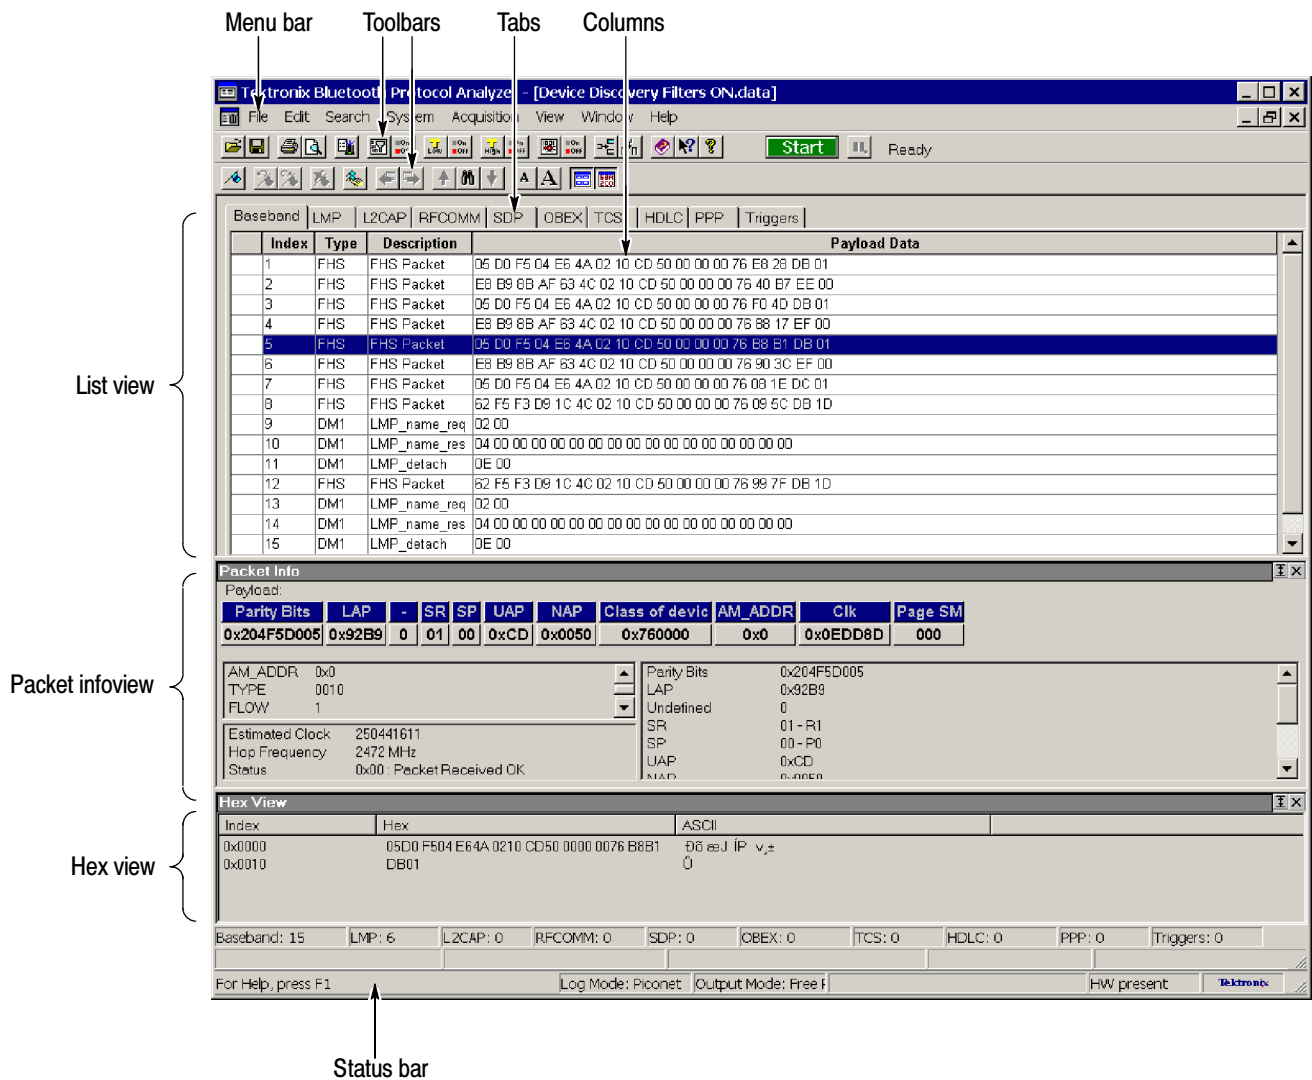 Menu bar Toolbars Tabs Columns
Tektronix Bluetooth Protocol Analyzer - [Device Discovery Filters ON.data]
File Edit Search System Acquisition View Window Help
Start Ready
Baseband LMP L2CAP RFCOMM SDP OBEX TCS HDLC PPP Triggers
Index Type Description Payload Data
1 FHS FHS Packet 05 D0 F5 04 E6 4A 02 10 CD 50 00 00 00 76 E8 28 DB 01
2 FHS FHS Packet E8 B9 8B AF 63 4C 02 10 CD 50 00 00 00 76 40 B7 EE 00
3 FHS FHS Packet 05 D0 F5 04 E6 4A 02 10 CD 50 00 00 00 76 F0 4D DB 01
4 FHS FHS Packet E8 B9 8B AF 63 4C 02 10 CD 50 00 00 00 76 88 17 EF 00
5 FHS FHS Packet 05 D0 F5 04 E6 4A 02 10 CD 50 00 00 00 76 B8 B1 DB 01
6 FHS FHS Packet E8 B9 8B AF 63 4C 02 10 CD 50 00 00 00 76 90 3C EF 00
7 FHS FHS Packet 05 D0 F5 04 E6 4A 02 10 CD 50 00 00 00 76 08 1E DC 01
8 FHS FHS Packet 62 F5 F3 D9 1C 4C 02 10 CD 50 00 00 00 76 09 5C DB 1D
9 DM1 LMP_name_req 02 00
10 DM1 LMP_name_res 04 00 00 00 00 00 00 00 00 00 00 00 00 00 00 00 00
11 DM1 LMP_detach 0E 00
12 FHS FHS Packet 62 F5 F3 D9 1C 4C 02 10 CD 50 00 00 00 76 99 7F DB 1D
13 DM1 LMP_name_req 02 00
14 DM1 LMP_name_res 04 00 00 00 00 00 00 00 00 00 00 00 00 00 00 00 00
15 DM1 LMP_detach 0E 00
List view
Packet Info
Payload:
Parity Bits LAP - SR SP UAP NAP Class of devic AM_ADDR Clk Page SM
0x204F5D005 0x92B9 0 01 00 0xCD 0x0050 0x760000 0x0 0x0EDD8D 000
AM_ADDR 0x0
TYPE 0010
FLOW 1
Estimated Clock 250441611
Hop Frequency 2472 MHz
Status 0x00 : Packet Received OK
Parity Bits 0x204F5D005
LAP 0x92B9
Undefined 0
SR 01 - R1
SP 00 - P0
UAP 0xCD
NAP 0x0050
Packet infoview
Hex View
Index Hex ASCII
0x0000 05D0 F504 E64A 0210 CD50 0000 0076 B8B1 Ðõ æJ ÍP v¸±
0x0010 DB01 Û
Hex view
Baseband: 15 LMP: 6 L2CAP: 0 RFCOMM: 0 SDP: 0 OBEX: 0 TCS: 0 HDLC: 0 PPP: 0 Triggers: 0
For Help, press F1 Log Mode: Piconet Output Mode: Free F HW present Tektronix
Status bar